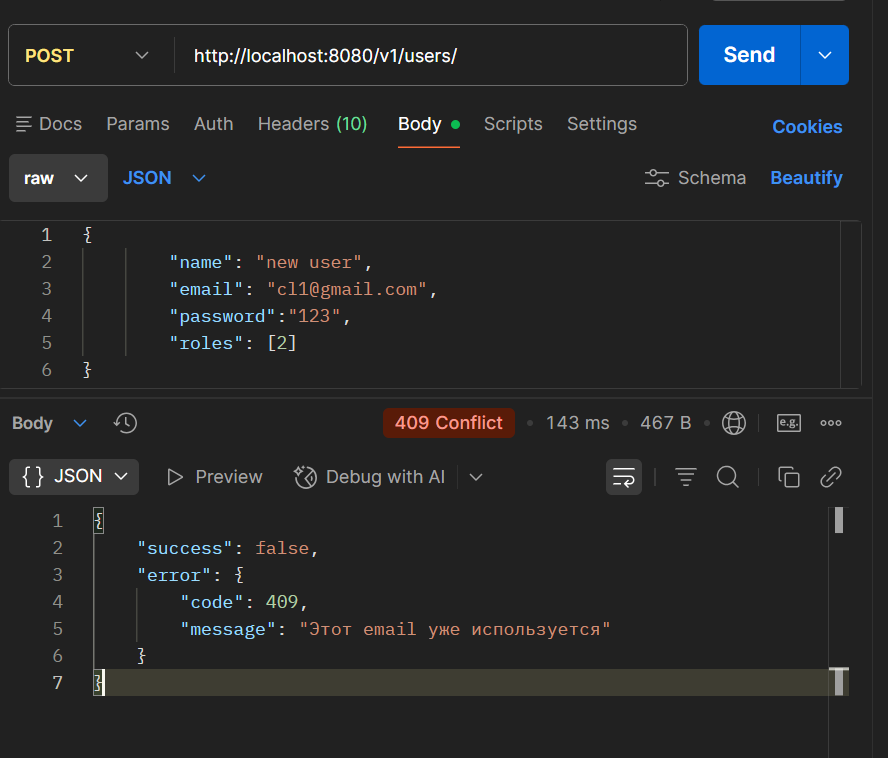 POST http://localhost:8080/v1/users/ Send
Docs Params Auth Headers (10) Body Scripts Settings Cookies
raw JSON Schema Beautify
1 {
2 "name": "new user",
3 "email": "cl1@gmail.com",
4 "password":"123",
5 "roles": [2]
6 }
Body 409 Conflict 143 ms 467 B e.g.
{} JSON Preview Debug with AI
1 {
2 "success": false,
3 "error": {
4 "code": 409,
5 "message": "Этот email уже используется"
6 }
7 }